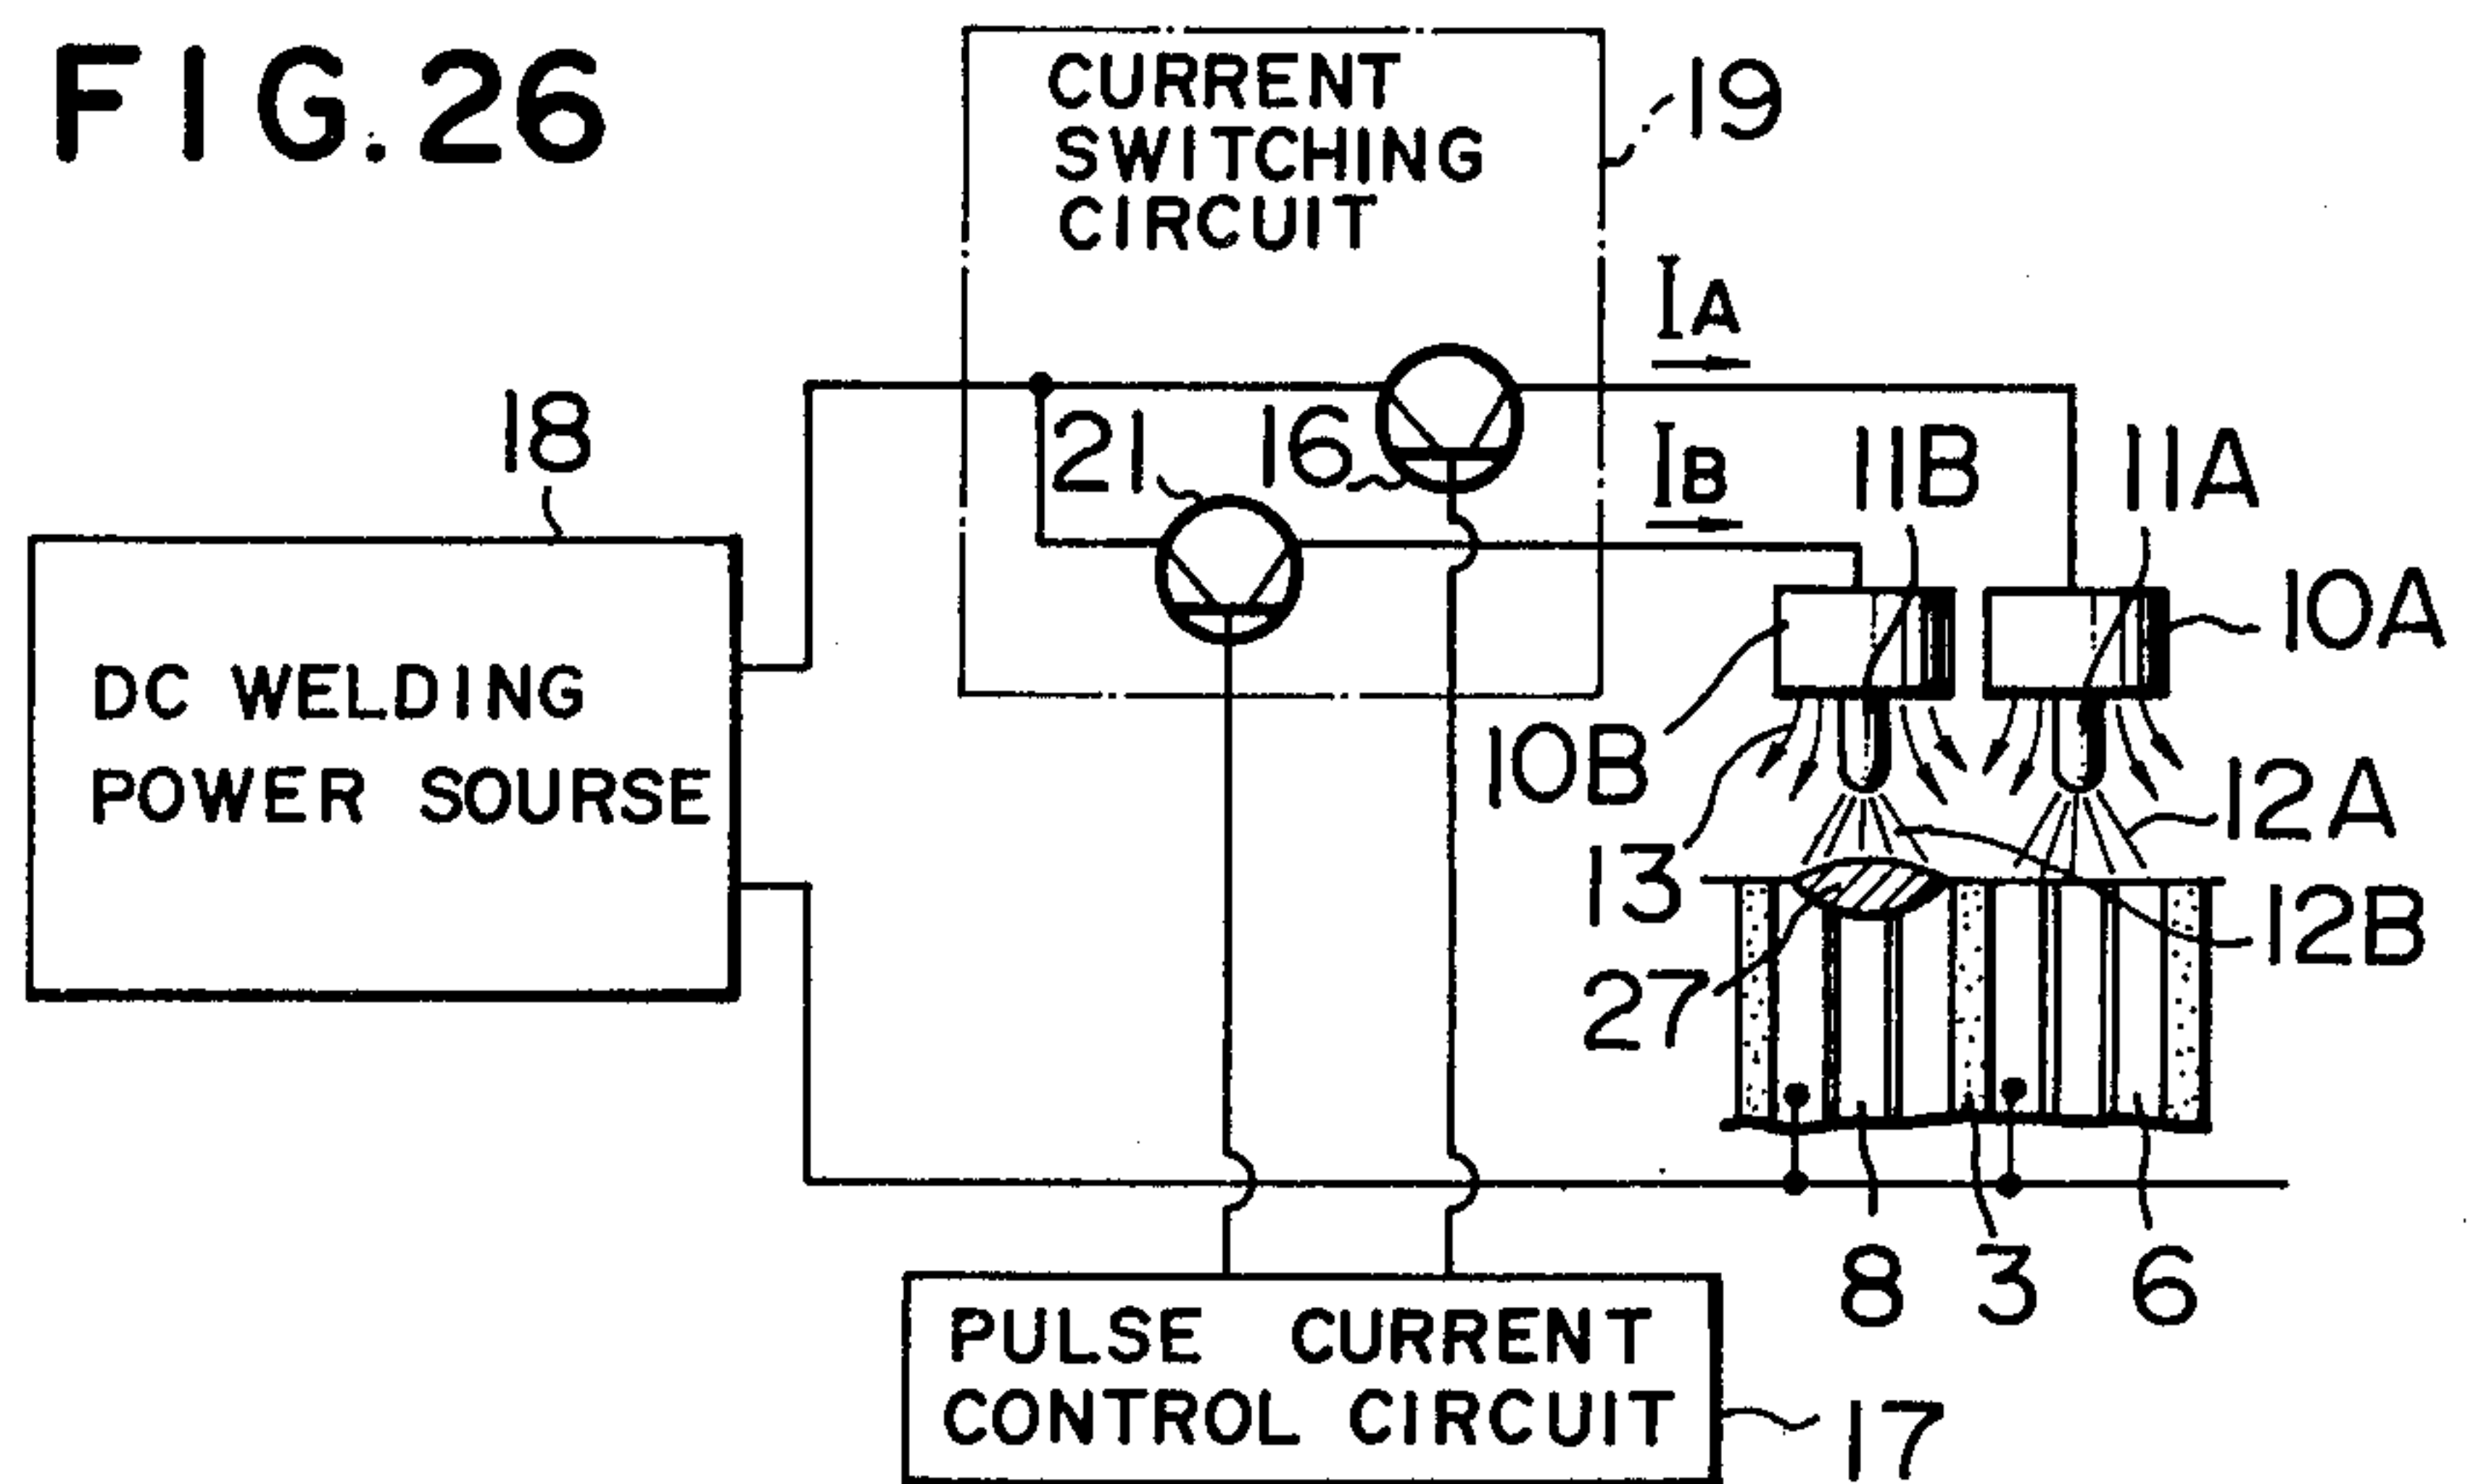 FIG.26
CURRENT
SWITCHING
CIRCUIT
19
IA
18
21
16
IB
11B
11A
10A
DC WELDING
POWER SOURSE
10B
12A
13
12B
27
8
3
6
PULSE CURRENT
CONTROL CIRCUIT
17